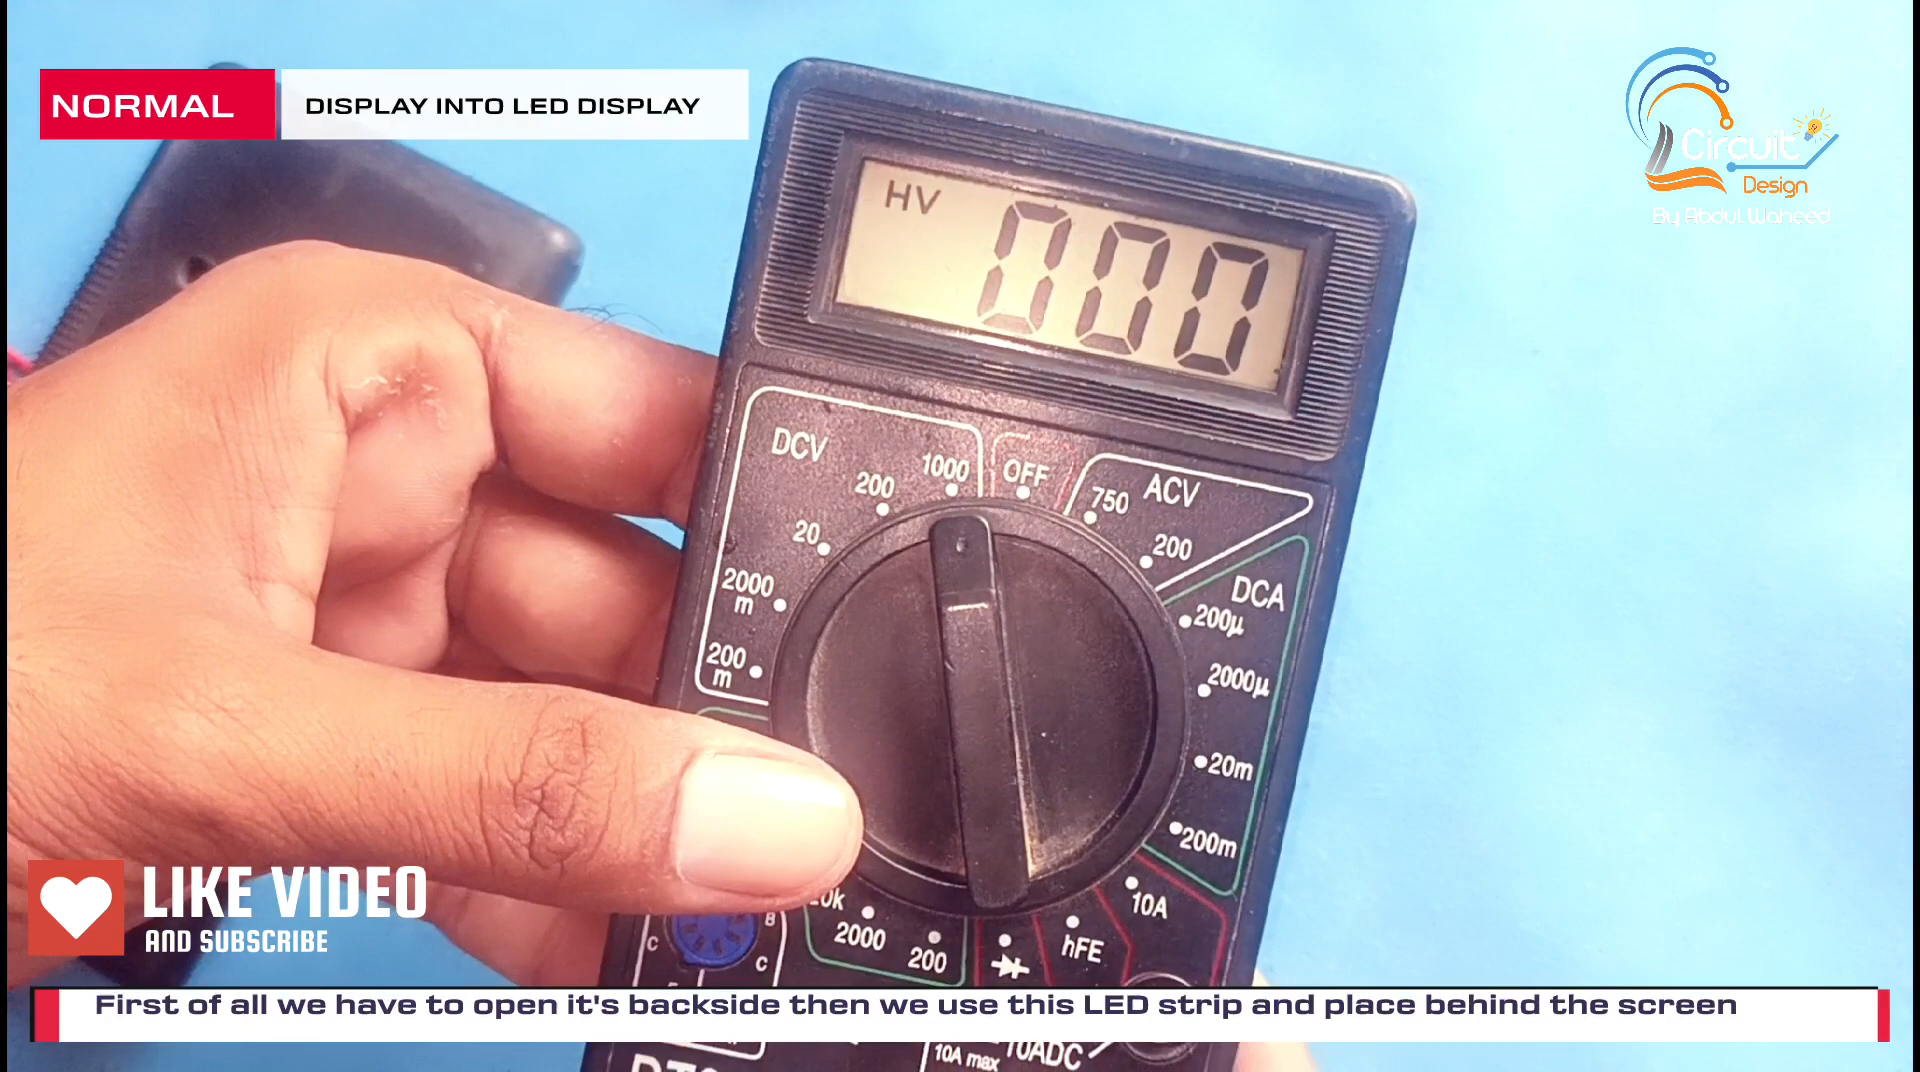 NORMAL
DISPLAY INTO LED DISPLAY
Circuit
Design
By Abdul Waheed
HV
000
DCV
1000
OFF
750
ACV
200
20
2000
m
200
m
200
DCA
200µ
2000µ
20m
200m
10A
hFE
2000
200
B
C
C
LIKE VIDEO
AND SUBSCRIBE
First of all we have to open it's backside then we use this LED strip and place behind the screen
10A max
10ADC